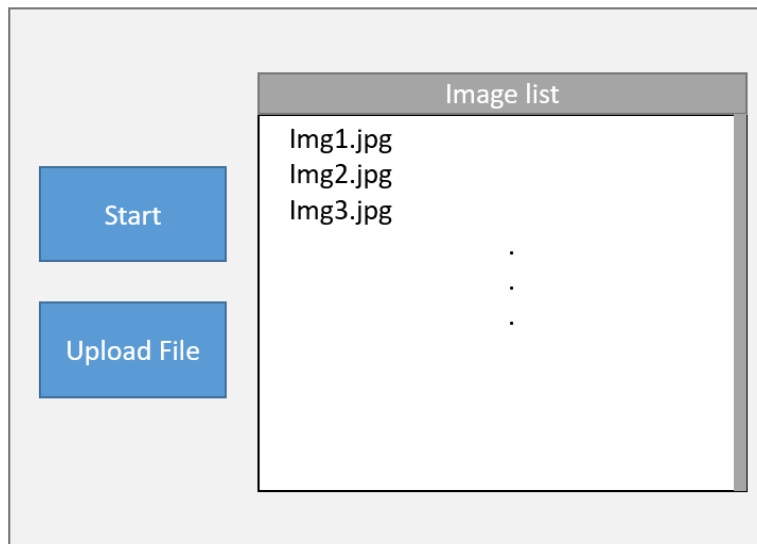 Image list
Img1.jpg
Img2.jpg
Img3.jpg
.
.
.
Start
Upload File